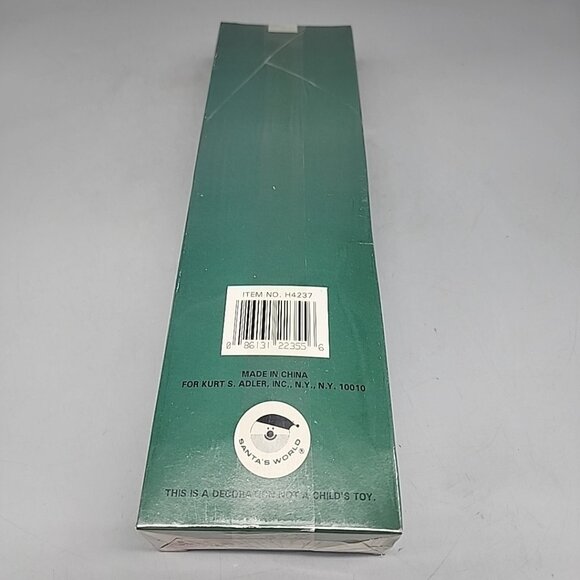 ITEM NO. H4237
0 86131 22355 6
MADE IN CHINA
FOR KURT S. ADLER, INC., N.Y., N.Y. 10010
SANTA'S WORLD ®
THIS IS A DECORATION NOT A CHILD'S TOY.